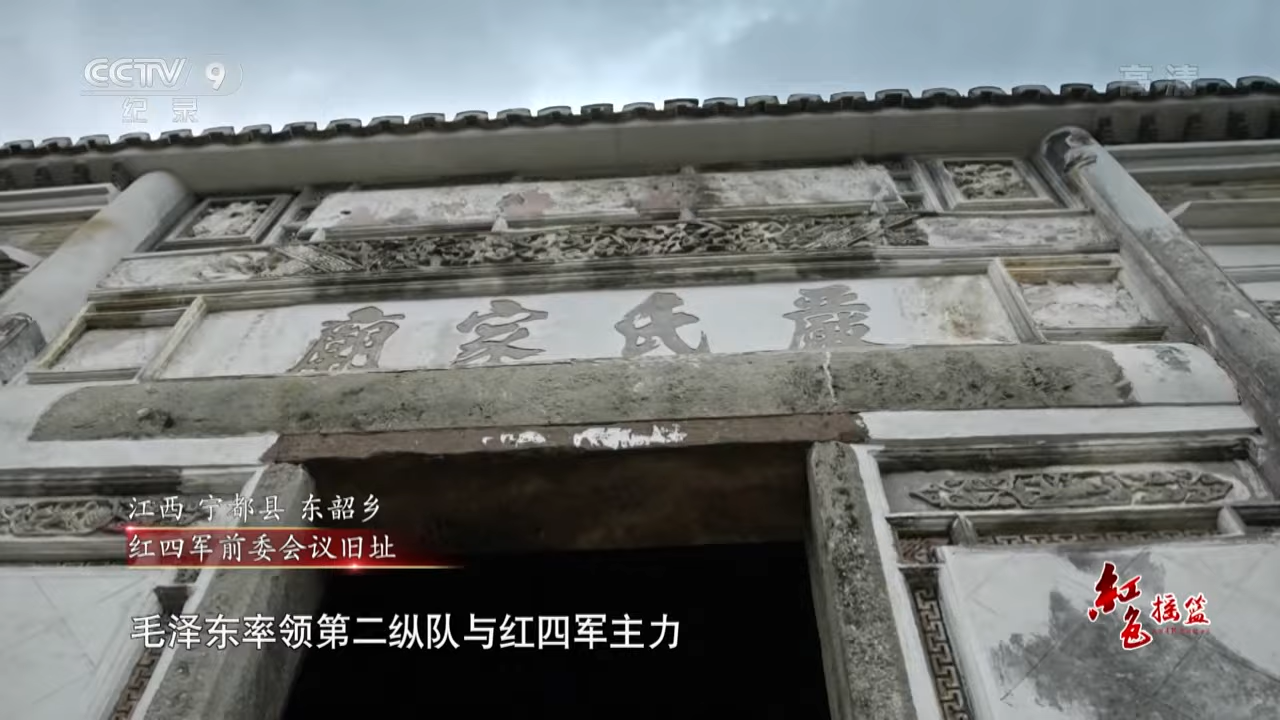 CCTV 9
纪录
高清
嚴氏家廟
江西 宁都县 东韶乡
红四军前委会议旧址
毛泽东率领第二纵队与红四军主力
红色摇篮